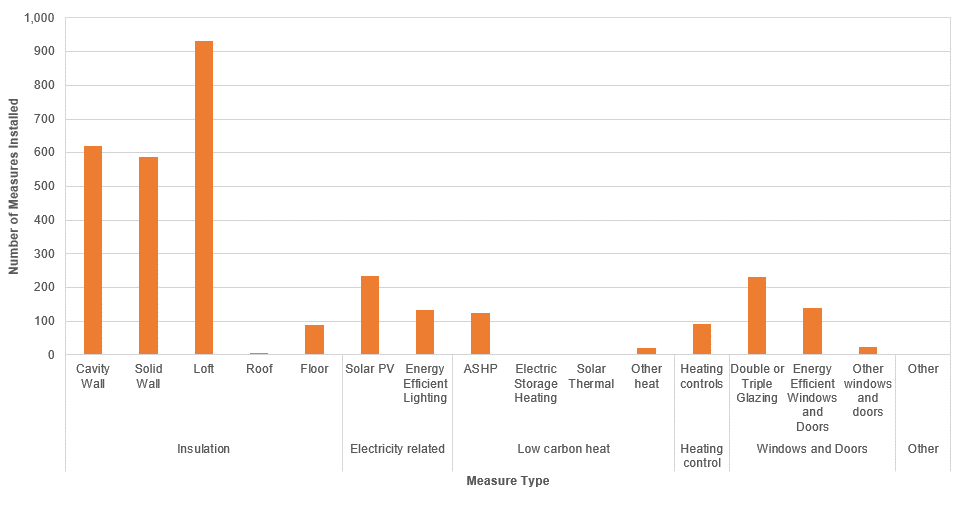 1,000
900
800
700
600
500
400
300
200
100
0
Number of Measures Installed
Cavity
Wall
Solid
Wall
Loft
Roof
Floor
Solar PV
Energy
Efficient
Lighting
ASHP
Electric
Storage
Heating
Solar
Thermal
Other
heat
Heating
controls
Double or
Triple
Glazing
Energy
Efficient
Windows
and
Doors
Other
windows
and
doors
Other
Insulation
Electricity related
Low carbon heat
Heating
control
Windows and Doors
Other
Measure Type